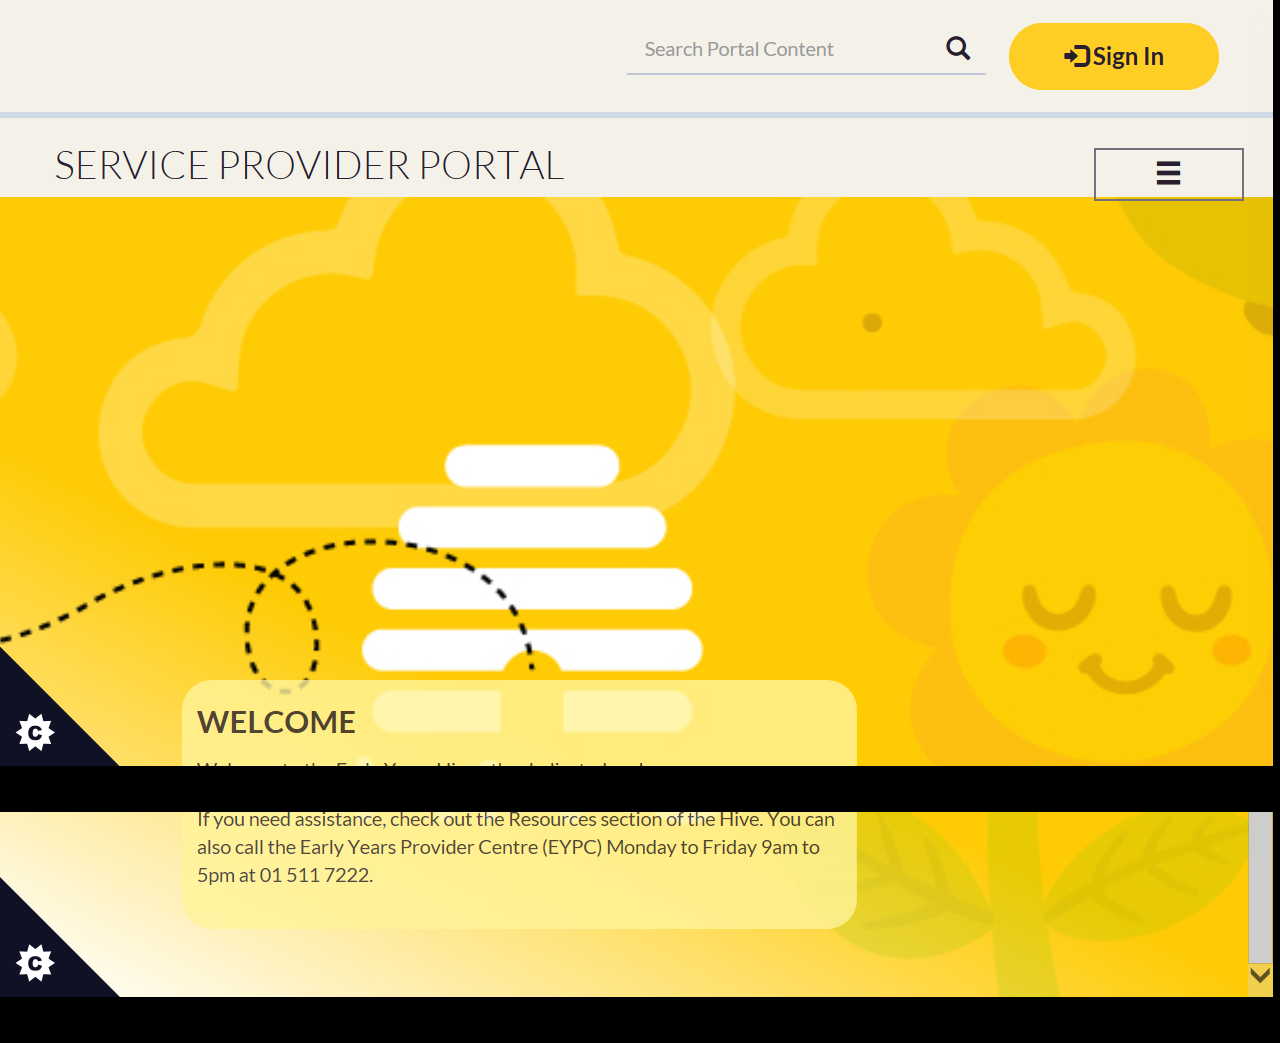 Search Portal Content
Sign In
SERVICE PROVIDER PORTAL
WELCOME
If you need assistance, check out the Resources section of the Hive. You can
also call the Early Years Provider Centre (EYPC) Monday to Friday 9am to
5pm at 01 511 7222.